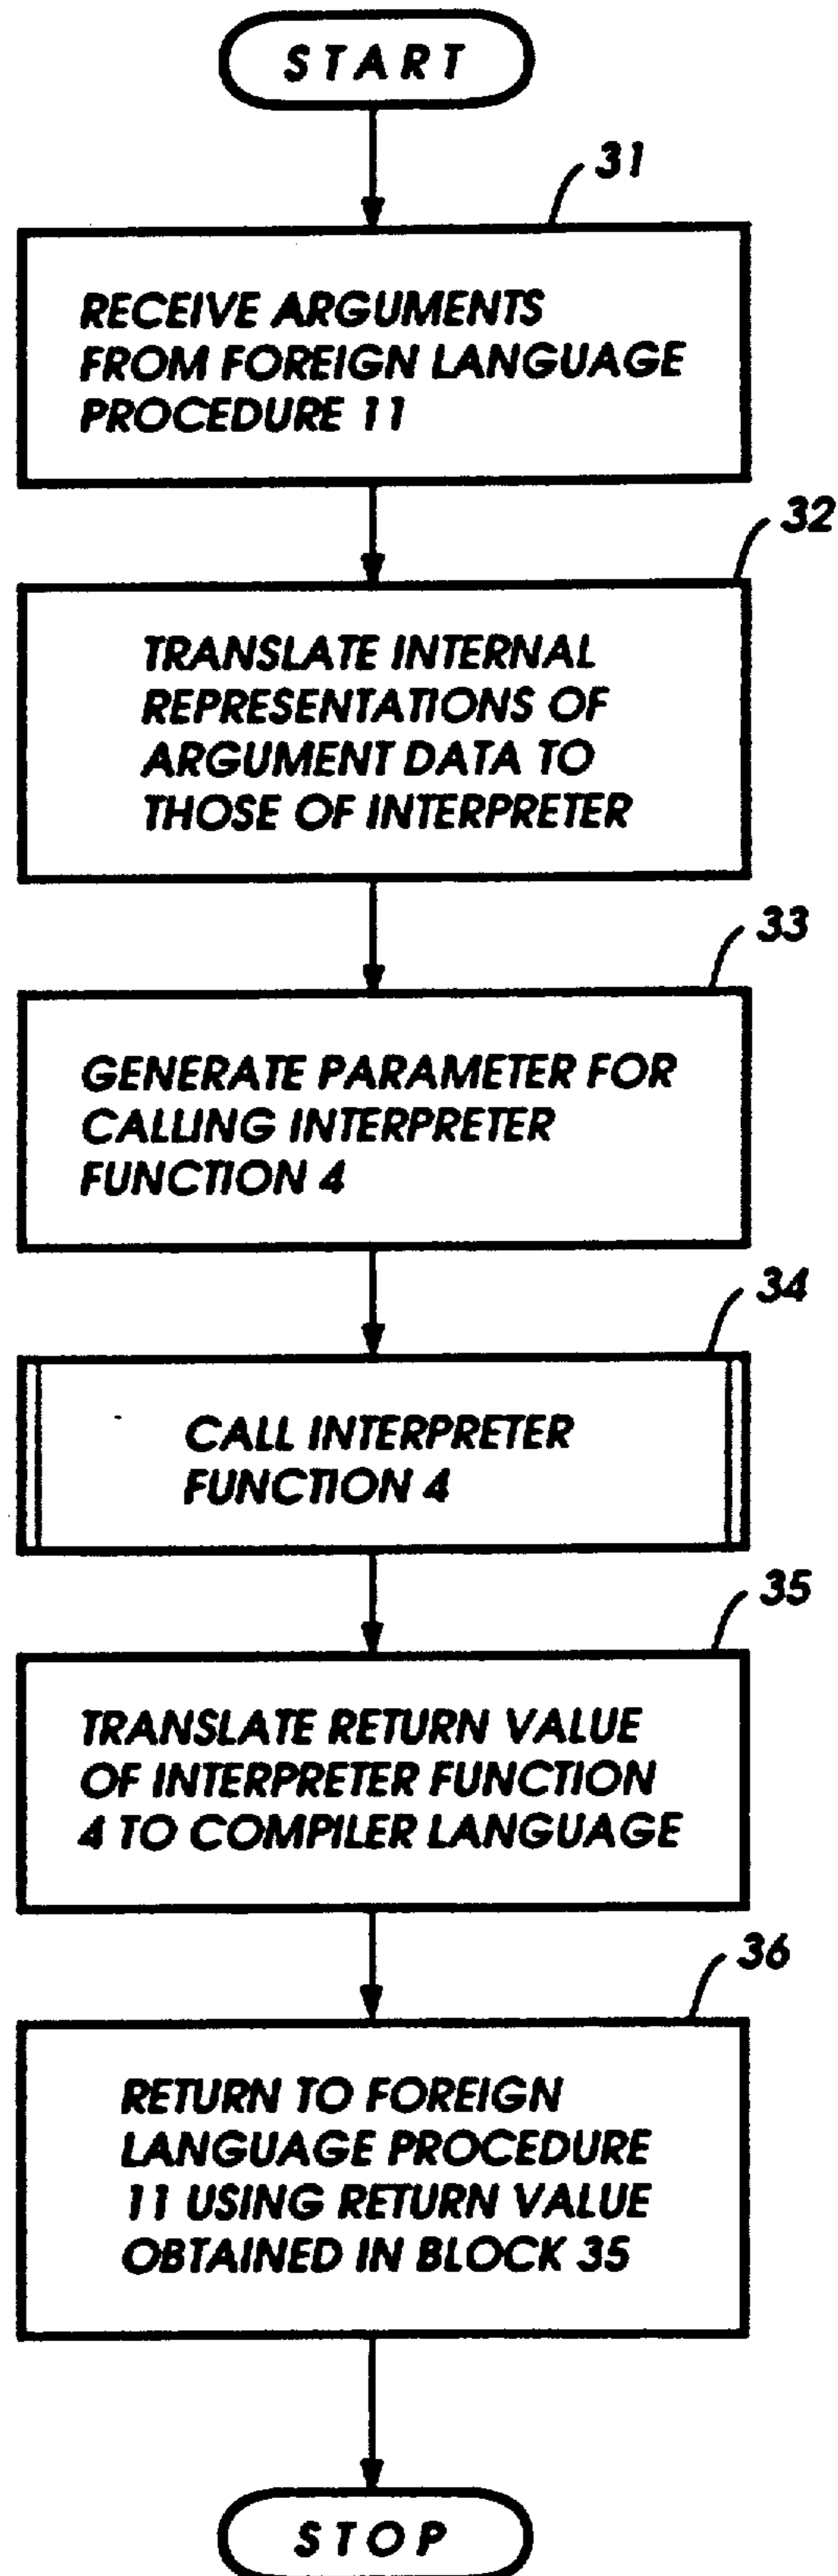 START
31
RECEIVE ARGUMENTS
FROM FOREIGN LANGUAGE
PROCEDURE 11
32
TRANSLATE INTERNAL
REPRESENTATIONS OF
ARGUMENT DATA TO
THOSE OF INTERPRETER
33
GENERATE PARAMETER FOR
CALLING INTERPRETER
FUNCTION 4
34
CALL INTERPRETER
FUNCTION 4
35
TRANSLATE RETURN VALUE
OF INTERPRETER FUNCTION
4 TO COMPILER LANGUAGE
36
RETURN TO FOREIGN
LANGUAGE PROCEDURE
11 USING RETURN VALUE
OBTAINED IN BLOCK 35
STOP